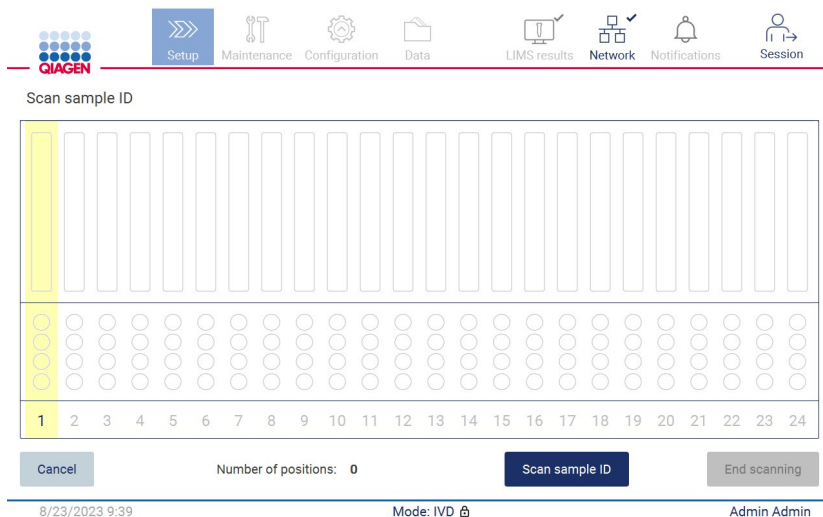 QIAGEN
Setup Maintenance Configuration Data LIMS results Network Notifications Session
Scan sample ID
1 2 3 4 5 6 7 8 9 10 11 12 13 14 15 16 17 18 19 20 21 22 23 24
Cancel Number of positions: 0 Scan sample ID End scanning
8/23/2023 9:39 Mode: IVD Admin Admin